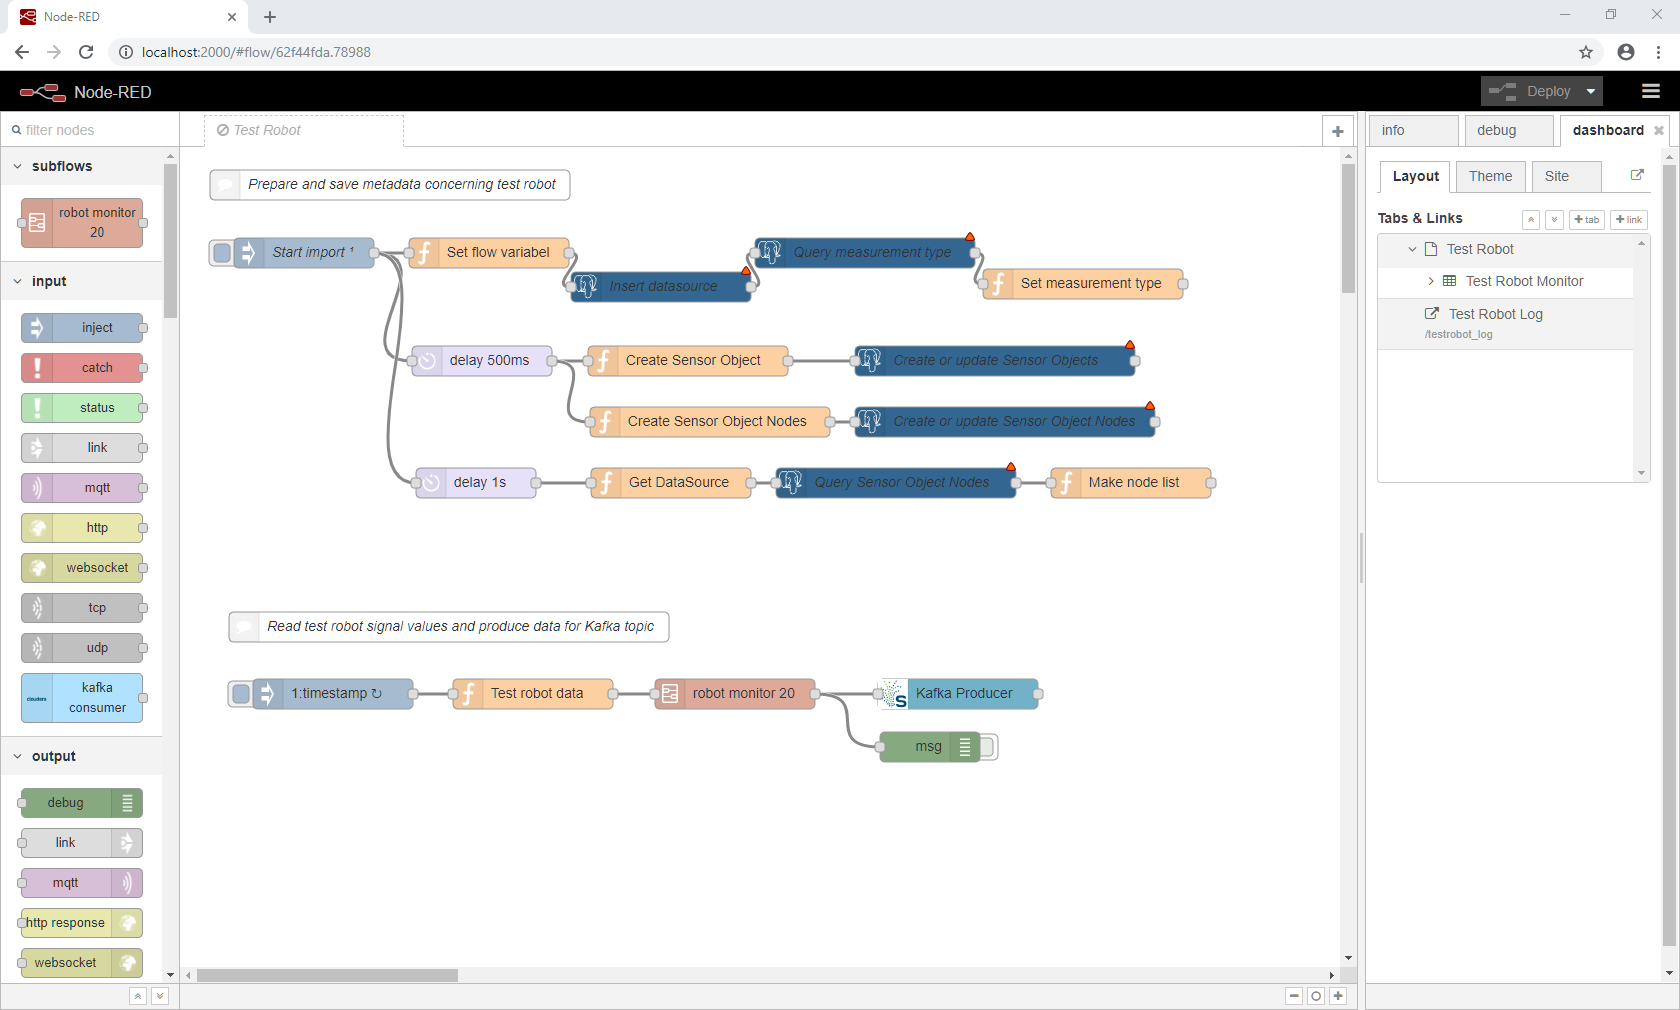 Node-RED
localhost:2000/#flow/62f44fda.78988
Node-RED
Deploy
filter nodes
subflows
robot monitor
20
input
inject
catch
status
link
mqtt
http
websocket
tcp
udp
cloudera
kafka
consumer
output
debug
link
mqtt
http response
websocket
Test Robot
Prepare and save metadata concerning test robot
Start import ¹
Set flow variabel
Insert datasource
Query measurement type
Set measurement type
delay 500ms
Create Sensor Object
Create or update Sensor Objects
Create Sensor Object Nodes
Create or update Sensor Object Nodes
delay 1s
Get DataSource
Query Sensor Object Nodes
Make node list
Read test robot signal values and produce data for Kafka topic
1:timestamp ↻
Test robot data
robot monitor 20
S
Kafka Producer
msg
info
debug
dashboard
Layout
Theme
Site
Tabs & Links
+ tab
+ link
Test Robot
Test Robot Monitor
Test Robot Log
/testrobot_log